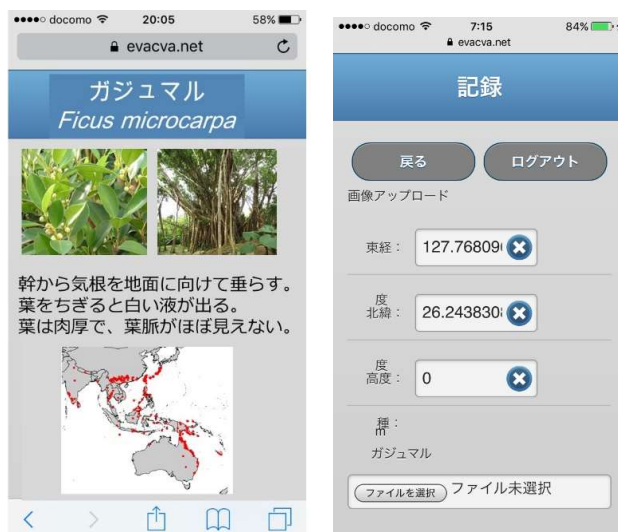 docomo 20:05 58%
evacva.net
ガジュマル
Ficus microcarpa
幹から気根を地面に向けて垂らす。
葉をちぎると白い液が出る。
葉は肉厚で、葉脈がほぼ見えない。
docomo 7:15 84%
evacva.net
記録
戻る ログアウト
画像アップロード
東経： 127.76809
度
北緯： 26.243830
度
高度： 0
種：
m
ガジュマル
ファイルを選択 ファイル未選択